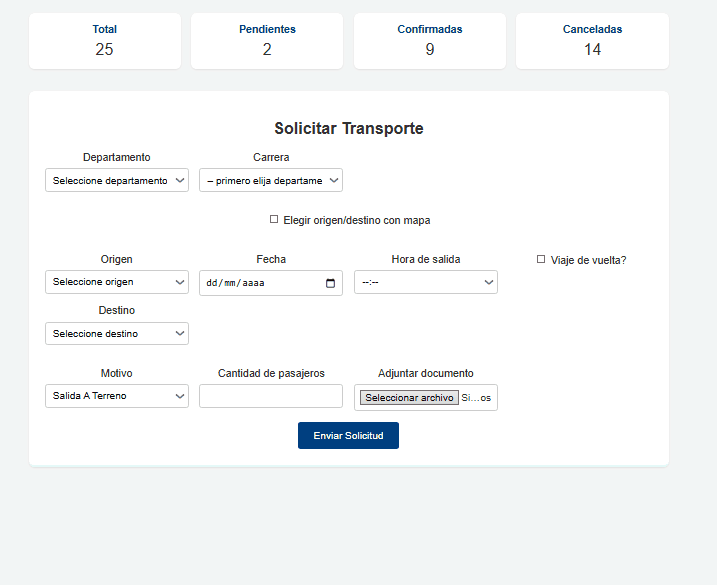 Total Pendientes Confirmadas Canceladas
25 2 9 14
Solicitar Transporte
Departamento Carrera
Seleccione departamento -- primero elija departame
Elegir origen/destino con mapa
Origen Fecha Hora de salida Viaje de vuelta?
Seleccione origen dd/mm/aaaa --:--
Destino
Seleccione destino
Motivo Cantidad de pasajeros Adjuntar documento
Salida A Terreno Seleccionar archivo Si...os
Enviar Solicitud